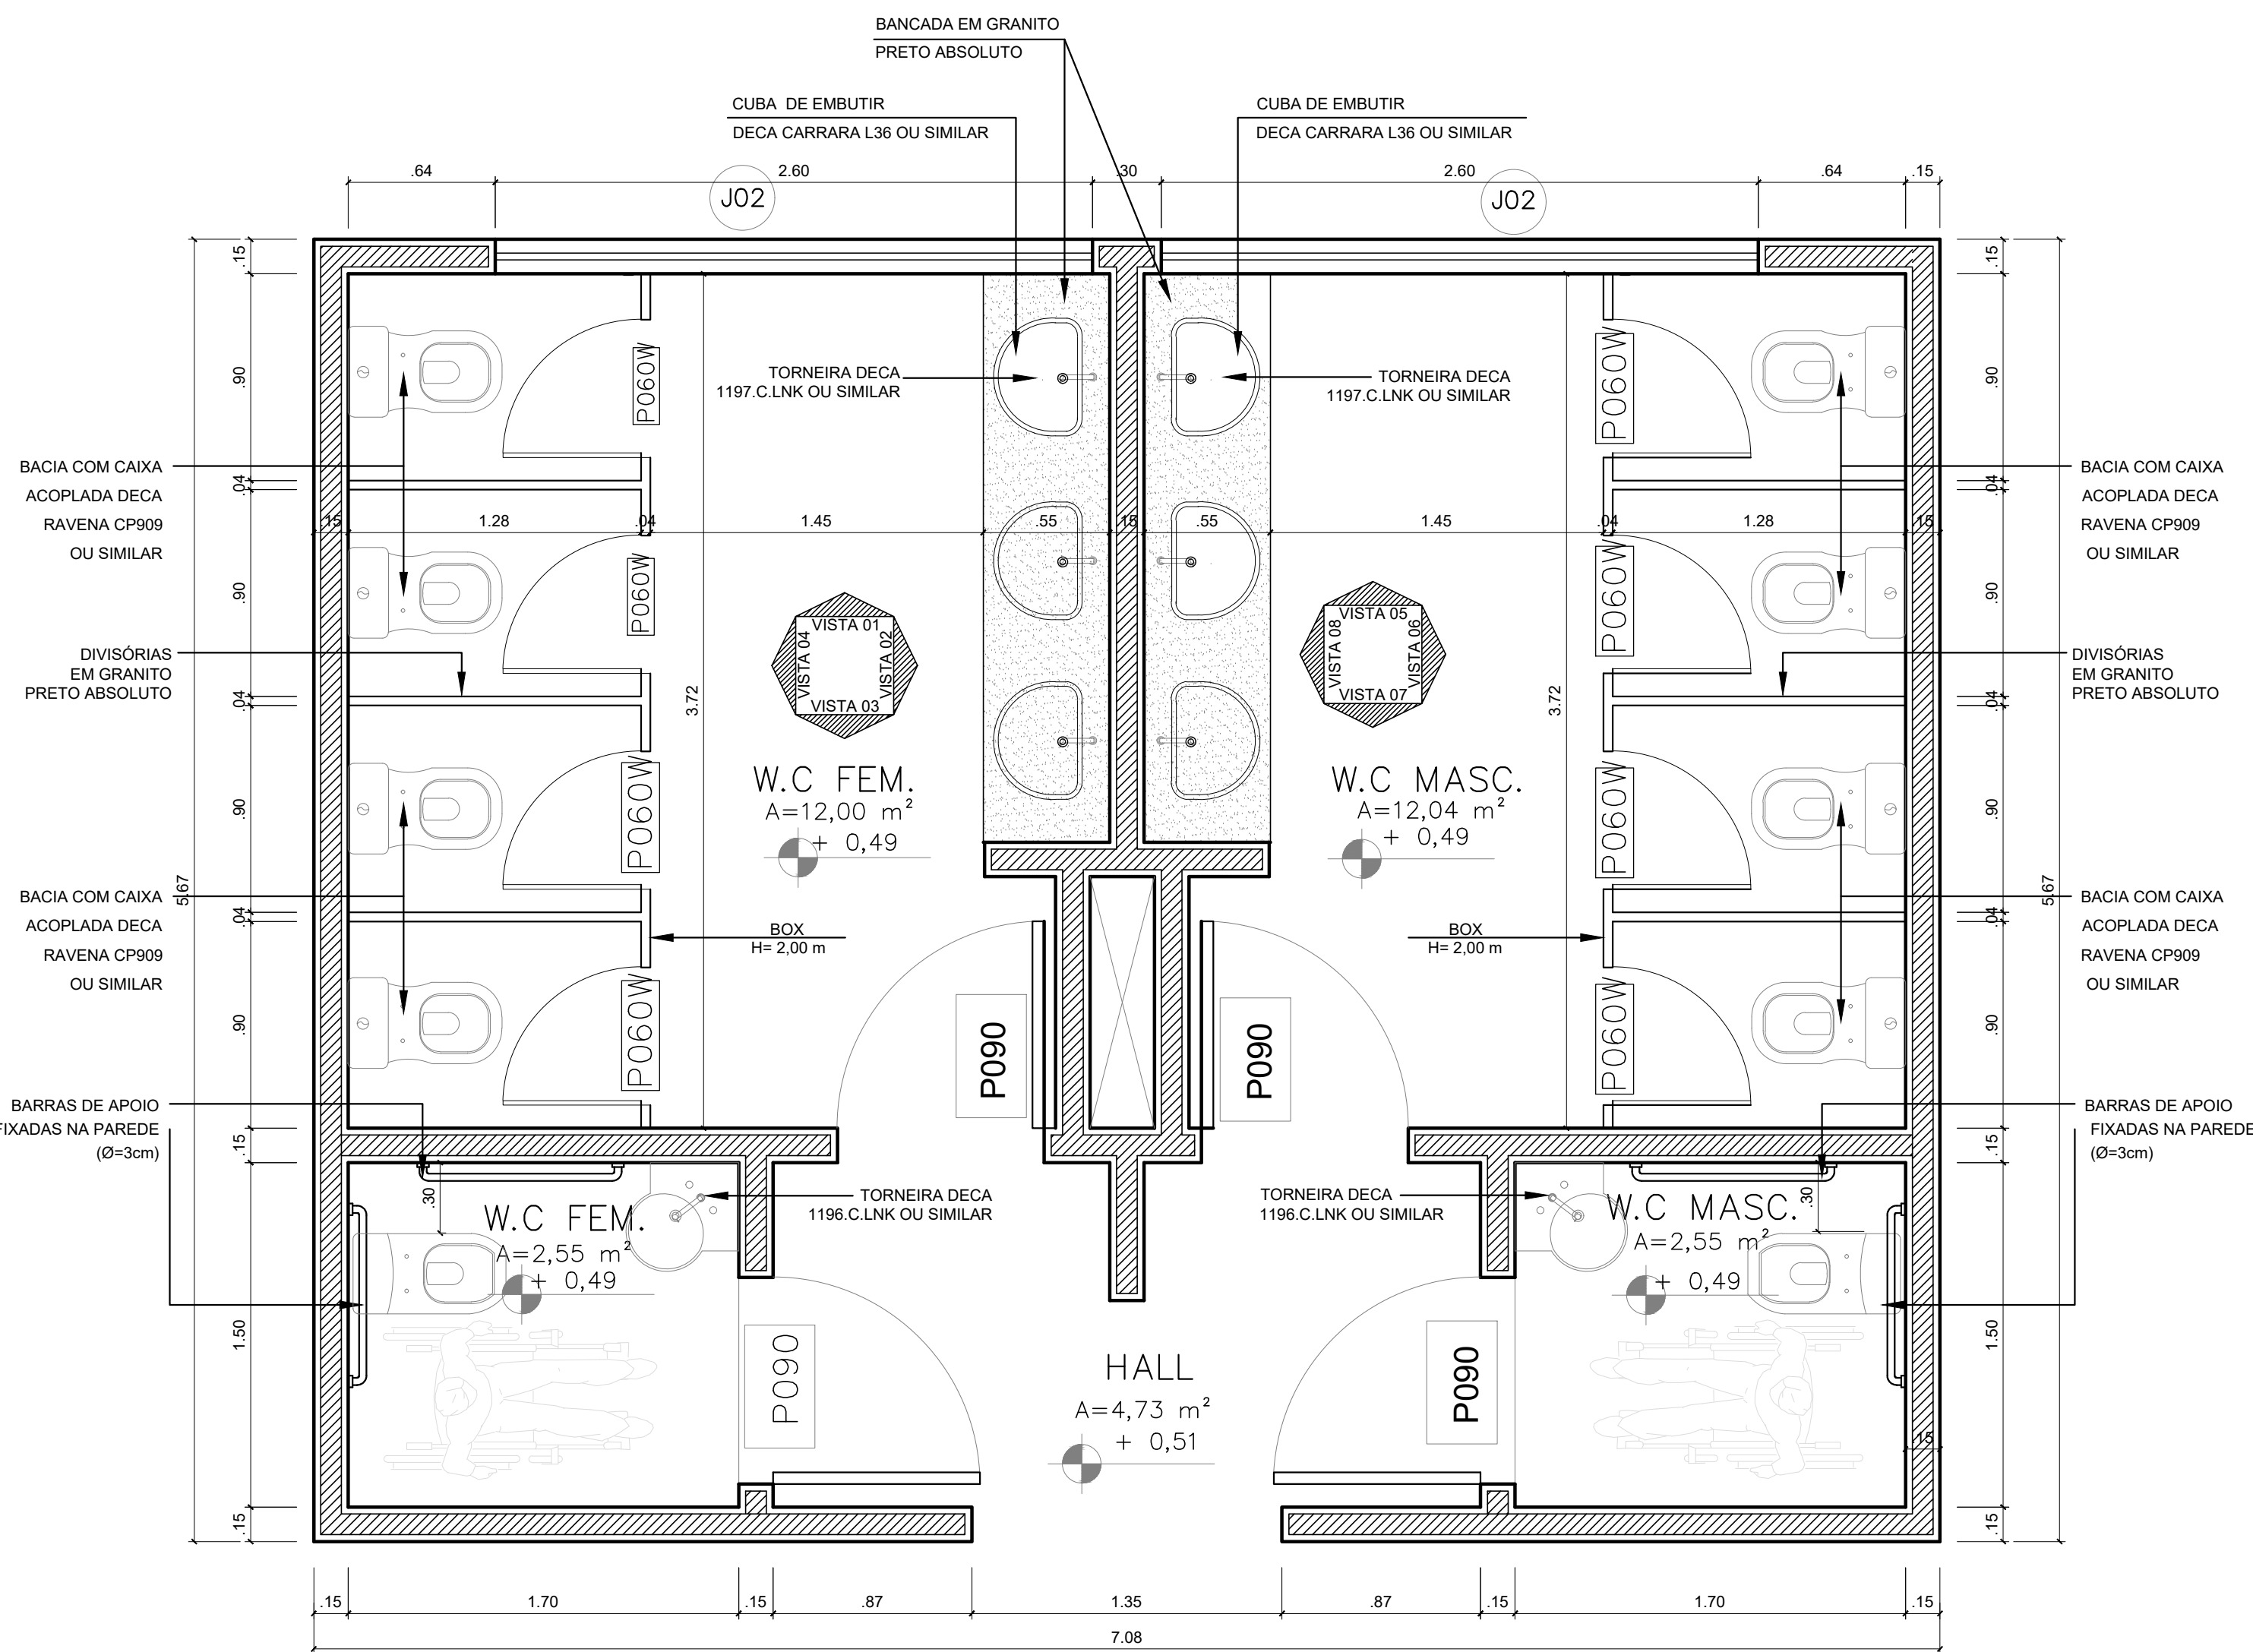 BANCADA EM GRANITO
PRETO ABSOLUTO
CUBA DE EMBUTIR
DECA CARRARA L36 OU SIMILAR
CUBA DE EMBUTIR
DECA CARRARA L36 OU SIMILAR
.64
2.60
.30
2.60
.64
.15
J02
J02
.15
.15
TORNEIRA DECA
1197.C.LNK OU SIMILAR
TORNEIRA DECA
1197.C.LNK OU SIMILAR
P060W
P060W
.90
.90
BACIA COM CAIXA
ACOPLADA DECA
RAVENA CP909
OU SIMILAR
BACIA COM CAIXA
ACOPLADA DECA
RAVENA CP909
OU SIMILAR
.04
.04
.15
1.28
.04
1.45
.55
.15
.55
1.45
.04
1.28
.15
P060W
P060W
.90
.90
VISTA 01
VISTA 02
VISTA 03
VISTA 04
VISTA 05
VISTA 06
VISTA 07
VISTA 08
DIVISÓRIAS
EM GRANITO
PRETO ABSOLUTO
DIVISÓRIAS
EM GRANITO
PRETO ABSOLUTO
.04
.04
3.72
3.72
W.C FEM.
A=12,00 m²
+ 0,49
W.C MASC.
A=12,04 m²
+ 0,49
P060W
P060W
.90
.90
5.67
5.67
BACIA COM CAIXA
ACOPLADA DECA
RAVENA CP909
OU SIMILAR
BACIA COM CAIXA
ACOPLADA DECA
RAVENA CP909
OU SIMILAR
.04
.04
BOX
H= 2,00 m
BOX
H= 2,00 m
P060W
P060W
.90
.90
P090
P090
BARRAS DE APOIO
FIXADAS NA PAREDE
(Ø=3cm)
BARRAS DE APOIO
FIXADAS NA PAREDE
(Ø=3cm)
.15
.15
.30
.30
TORNEIRA DECA
1196.C.LNK OU SIMILAR
TORNEIRA DECA
1196.C.LNK OU SIMILAR
W.C FEM.
A=2,55 m²
+ 0,49
W.C MASC.
A=2,55 m²
+ 0,49
1.50
1.50
P090
P090
HALL
A=4,73 m²
+ 0,51
.15
.15
.15
.15
1.70
.15
.87
1.35
.87
.15
1.70
.15
7.08